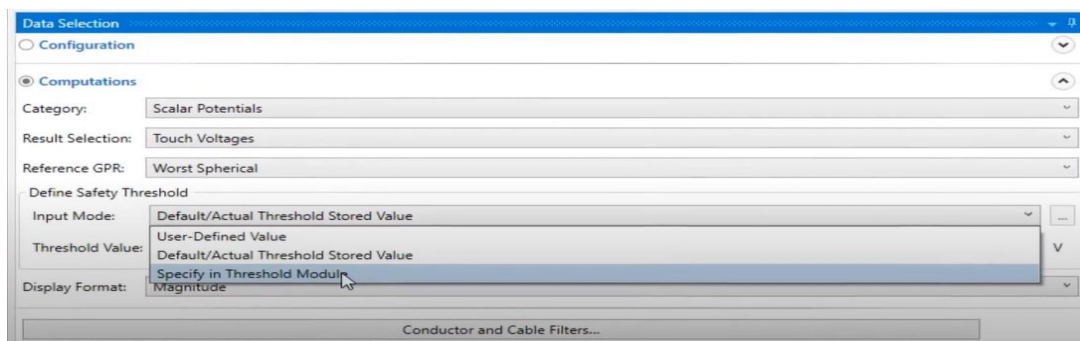 Data Selection
Configuration
Computations
Category: Scalar Potentials
Result Selection: Touch Voltages
Reference GPR: Worst Spherical
Define Safety Threshold
Input Mode: Default/Actual Threshold Stored Value ...
User-Defined Value
Threshold Value: Default/Actual Threshold Stored Value V
Specify in Threshold Module
Display Format: Magnitude
Conductor and Cable Filters...